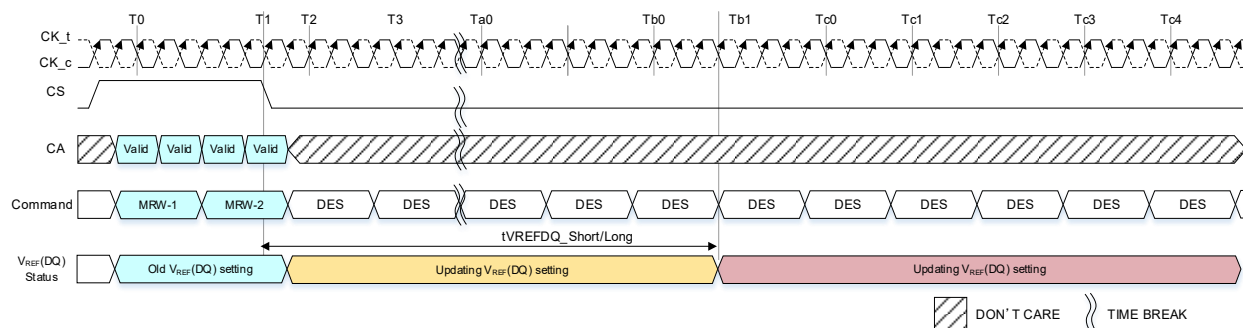 T0 T1 T2 T3 Ta0 Tb0 Tb1 Tc0 Tc1 Tc2 Tc3 Tc4
CK_t
CK_c
CS
CA Valid Valid Valid Valid
Command MRW-1 MRW-2 DES DES DES DES DES DES DES DES DES DES DES
tVREFDQ_Short/Long
VREF(DQ) Status Old VREF(DQ) setting Updating VREF(DQ) setting Updating VREF(DQ) setting
DON'T CARE TIME BREAK